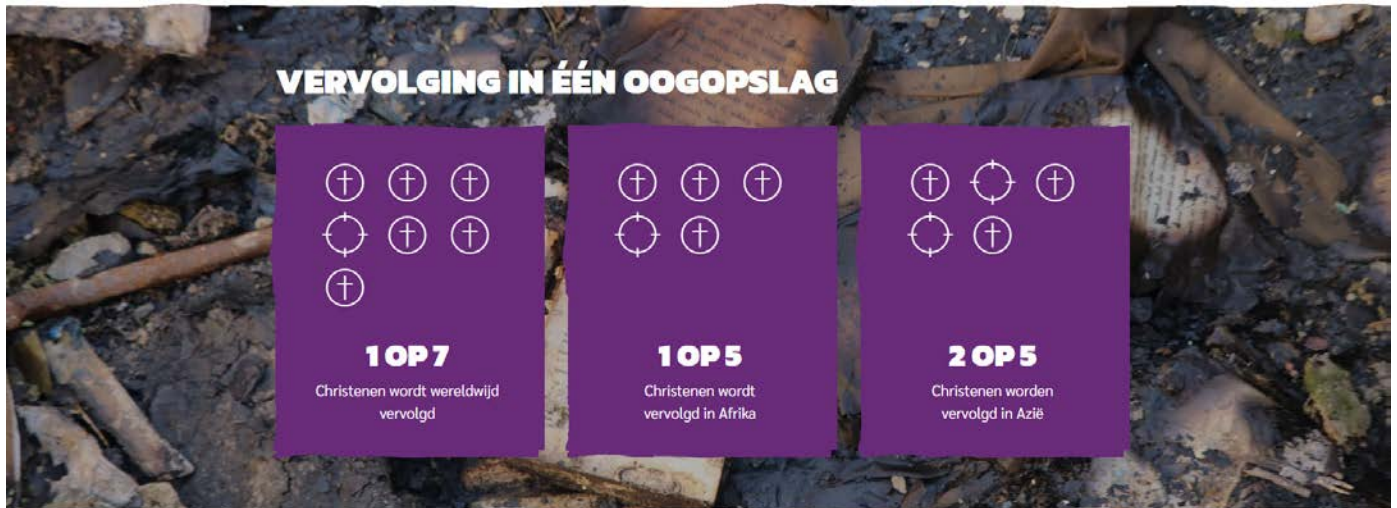 VERVOLGING IN ÉÉN OOGOPSLAG
1 OP 7
Christenen wordt wereldwijd
vervolgd
1 OP 5
Christenen wordt
vervolgd in Afrika
2 OP 5
Christenen worden
vervolgd in Azië